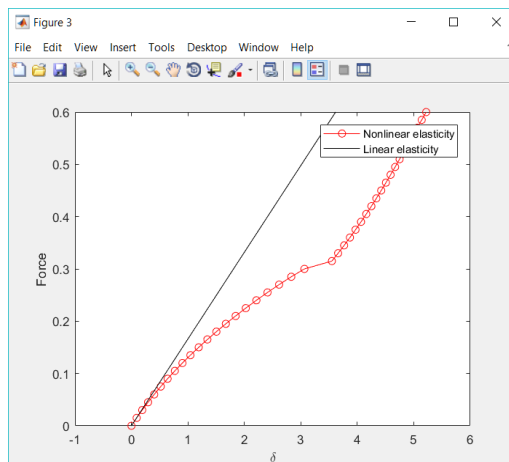 Figure 3
File Edit View Insert Tools Desktop Window Help
0.6
0.5
0.4
0.3
0.2
0.1
0
Force
Nonlinear elasticity
Linear elasticity
-1 0 1 2 3 4 5 6
δ